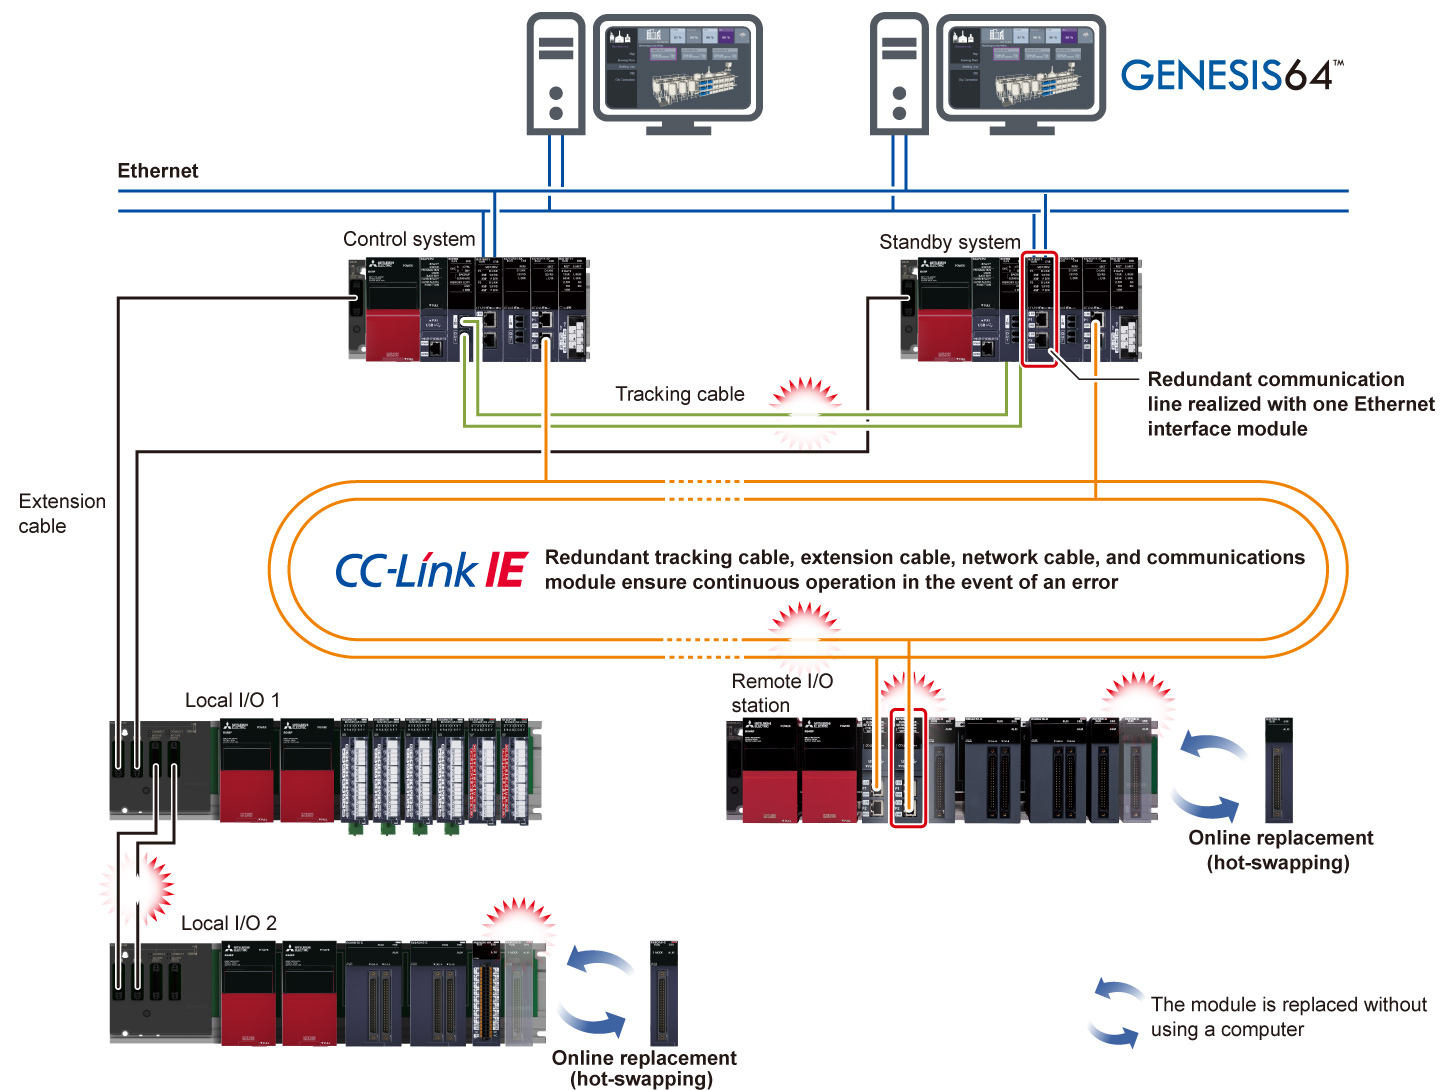 GENESIS64™
Ethernet
Control system
Standby system
Tracking cable
Redundant communication
line realized with one Ethernet
interface module
Extension
cable
CC-Link IE
Redundant tracking cable, extension cable, network cable, and communications
module ensure continuous operation in the event of an error
Local I/O 1
Remote I/O
station
Online replacement
(hot-swapping)
Local I/O 2
Online replacement
(hot-swapping)
The module is replaced without
using a computer